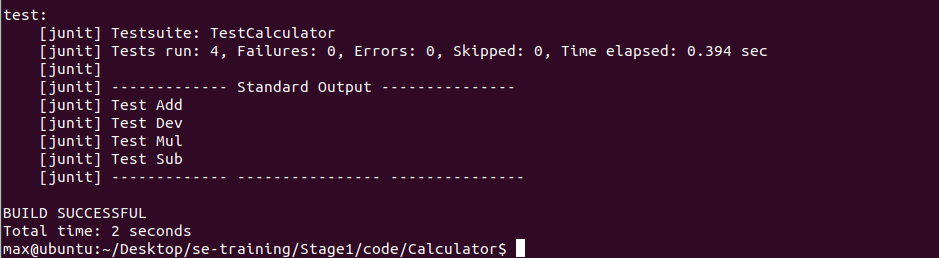 test:
    [junit] Testsuite: TestCalculator
    [junit] Tests run: 4, Failures: 0, Errors: 0, Skipped: 0, Time elapsed: 0.394 sec
    [junit]
    [junit] ------------- Standard Output ---------------
    [junit] Test Add
    [junit] Test Dev
    [junit] Test Mul
    [junit] Test Sub
    [junit] ------------- ---------------- ---------------

BUILD SUCCESSFUL
Total time: 2 seconds
max@ubuntu:~/Desktop/se-training/Stage1/code/Calculator$